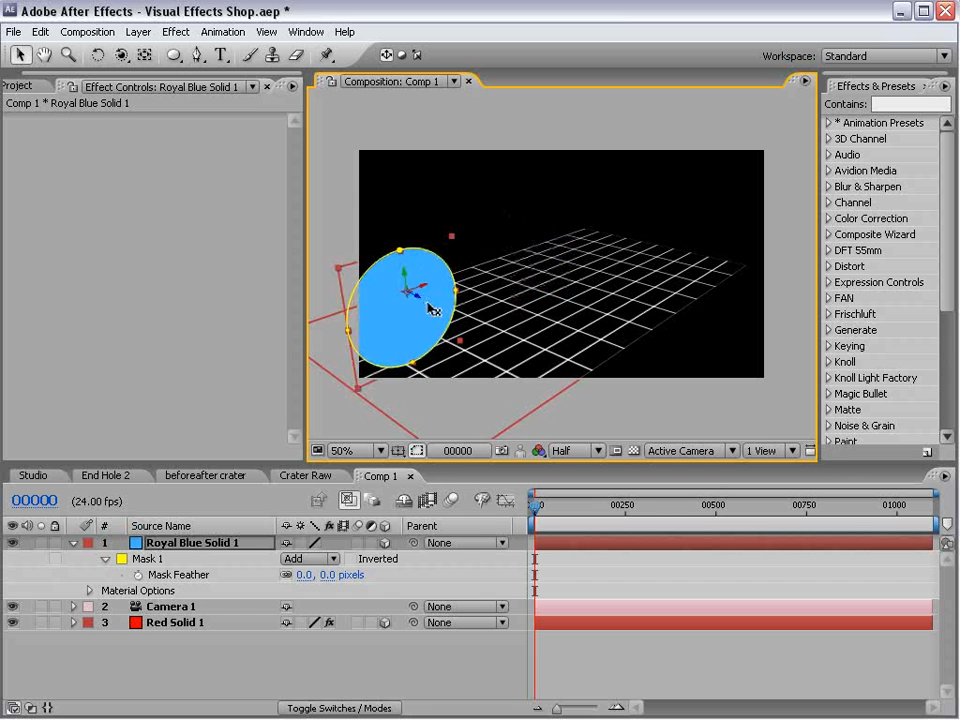 Adobe After Effects - Visual Effects Shop.aep *
File Edit Composition Layer Effect Animation View Window Help
Workspace: Standard
Project Effect Controls: Royal Blue Solid 1
Composition: Comp 1
Effects & Presets
Comp 1 * Royal Blue Solid 1
Contains:
* Animation Presets
3D Channel
Audio
Avidion Media
Blur & Sharpen
Channel
Color Correction
Composite Wizard
DFT 55mm
Distort
Expression Controls
FAN
Frischluft
Generate
Keying
Knoll
Knoll Light Factory
Magic Bullet
Matte
Noise & Grain
Paint
50% 00000 Half Active Camera 1 View
Studio End Hole 2 beforeafter crater Crater Raw Comp 1
00000 (24.00 fps)
00250 00500 00750 01000
# Source Name Parent
1 Royal Blue Solid 1 None
Mask 1 Add Inverted
Mask Feather 0.0, 0.0 pixels
Material Options
2 Camera 1 None
3 Red Solid 1 None
Toggle Switches / Modes